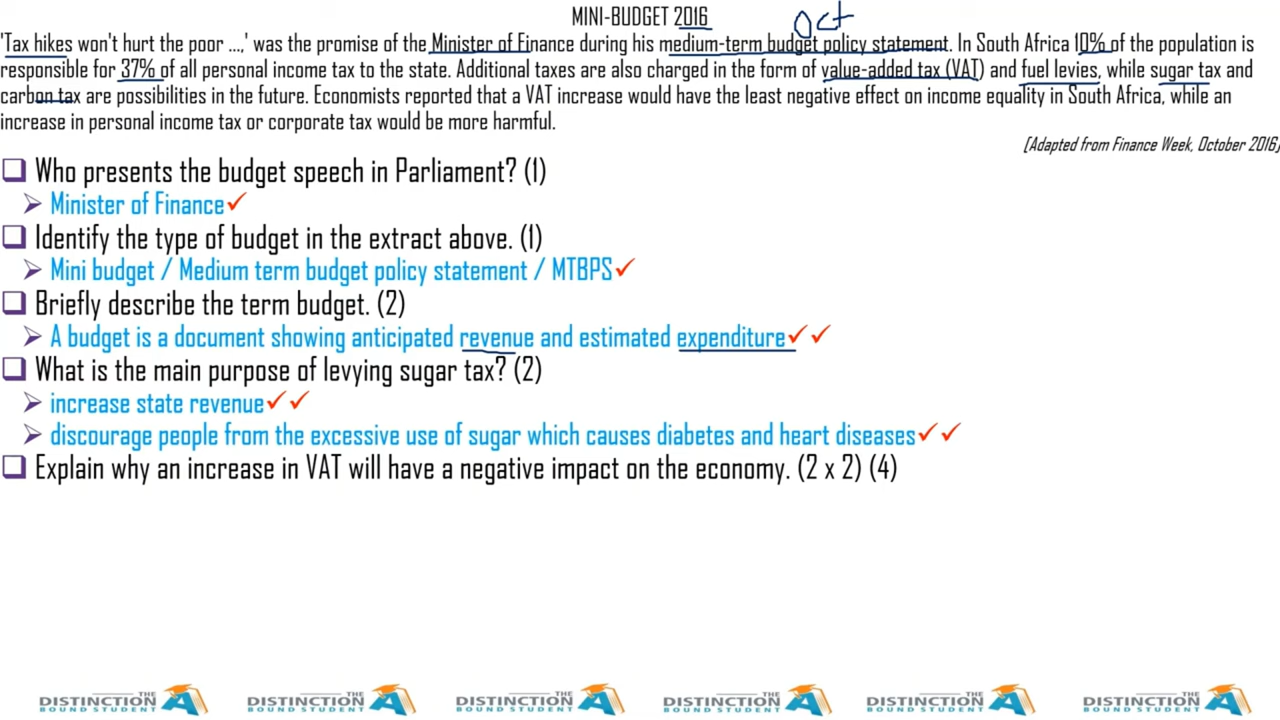 MINI-BUDGET 2016
Oct
'Tax hikes won't hurt the poor ...,' was the promise of the Minister of Finance during his medium-term budget policy statement. In South Africa 10% of the population is
responsible for 37% of all personal income tax to the state. Additional taxes are also charged in the form of value-added tax (VAT) and fuel levies, while sugar tax and
carbon tax are possibilities in the future. Economists reported that a VAT increase would have the least negative effect on income equality in South Africa, while an
increase in personal income tax or corporate tax would be more harmful.
[Adapted from Finance Week, October 2016]
Who presents the budget speech in Parliament? (1)
Minister of Finance✓
Identify the type of budget in the extract above. (1)
Mini budget / Medium term budget policy statement / MTBPS✓
Briefly describe the term budget. (2)
A budget is a document showing anticipated revenue and estimated expenditure✓✓
What is the main purpose of levying sugar tax? (2)
increase state revenue✓✓
discourage people from the excessive use of sugar which causes diabetes and heart diseases✓✓
Explain why an increase in VAT will have a negative impact on the economy. (2 x 2) (4)
THE DISTINCTION BOUND STUDENT THE DISTINCTION BOUND STUDENT THE DISTINCTION BOUND STUDENT THE DISTINCTION BOUND STUDENT THE DISTINCTION BOUND STUDENT THE DISTINCTION BOUND STUDENT